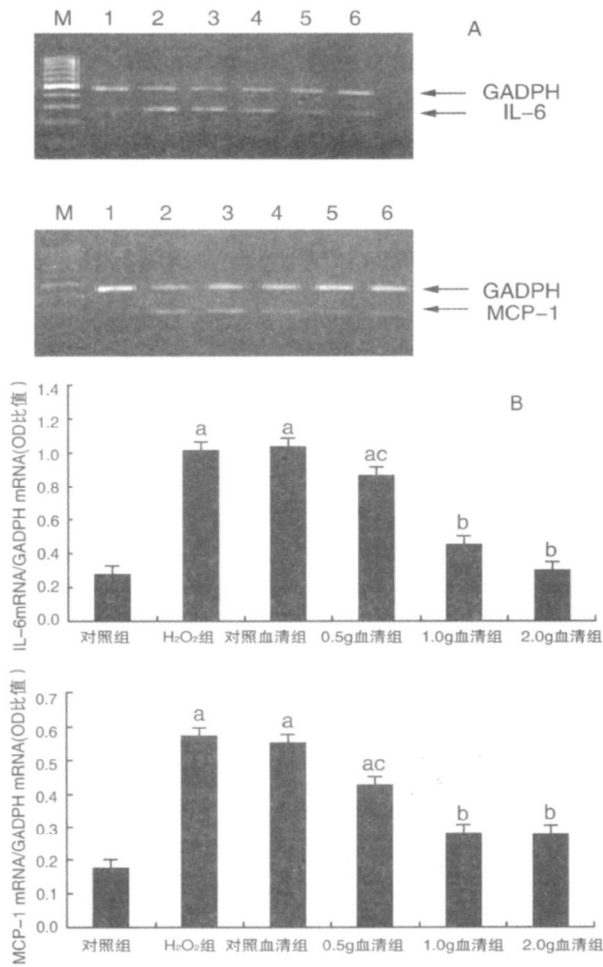 M 1 2 3 4 5 6 A
GADPH
IL-6
M 1 2 3 4 5 6
GADPH
MCP-1
B
IL-6mRNA/GADPH mRNA(OD比值)
1.4
1.2
1.0
0.8
0.6
0.4
0.2
0.0
a a ac b b
对照组 H₂O₂组 对照血清组 0.5g血清组 1.0g血清组 2.0g血清组
MCP-1 mRNA/GADPH mRNA(OD比值)
0.7
0.6
0.5
0.4
0.3
0.2
0.1
0.0
a a ac b b
对照组 H₂O₂组 对照血清组 0.5g血清组 1.0g血清组 2.0g血清组